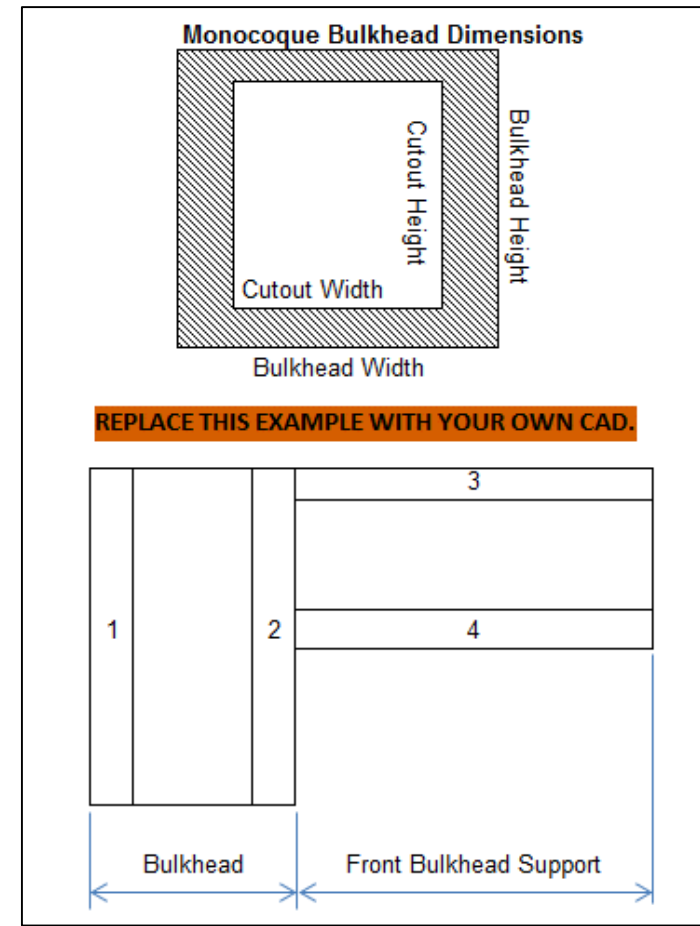 Monocoque Bulkhead Dimensions
Cutout Height
Bulkhead Height
Cutout Width
Bulkhead Width
REPLACE THIS EXAMPLE WITH YOUR OWN CAD.
3
1
2
4
Bulkhead
Front Bulkhead Support